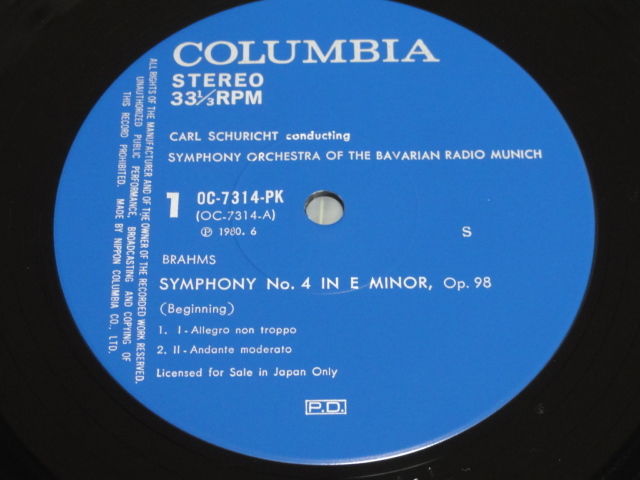 COLUMBIA
STEREO
33⅓RPM
CARL SCHURICHT conducting
SYMPHONY ORCHESTRA OF THE BAVARIAN RADIO MUNICH
1 OC-7314-PK
(OC-7314-A)
Ⓟ 1980. 6
S
BRAHMS
SYMPHONY No. 4 IN E MINOR, Op. 98
(Beginning)
1. I-Allegro non troppo
2. II-Andante moderato
Licensed for Sale in Japan Only
P.D.
ALL RIGHTS OF THE MANUFACTURER AND OF THE OWNER OF THE RECORDED WORK RESERVED.
UNAUTHORIZED PUBLIC PERFORMANCE, BROADCASTING AND COPYING OF
THIS RECORD PROHIBITED. MADE BY NIPPON COLUMBIA CO., LTD.